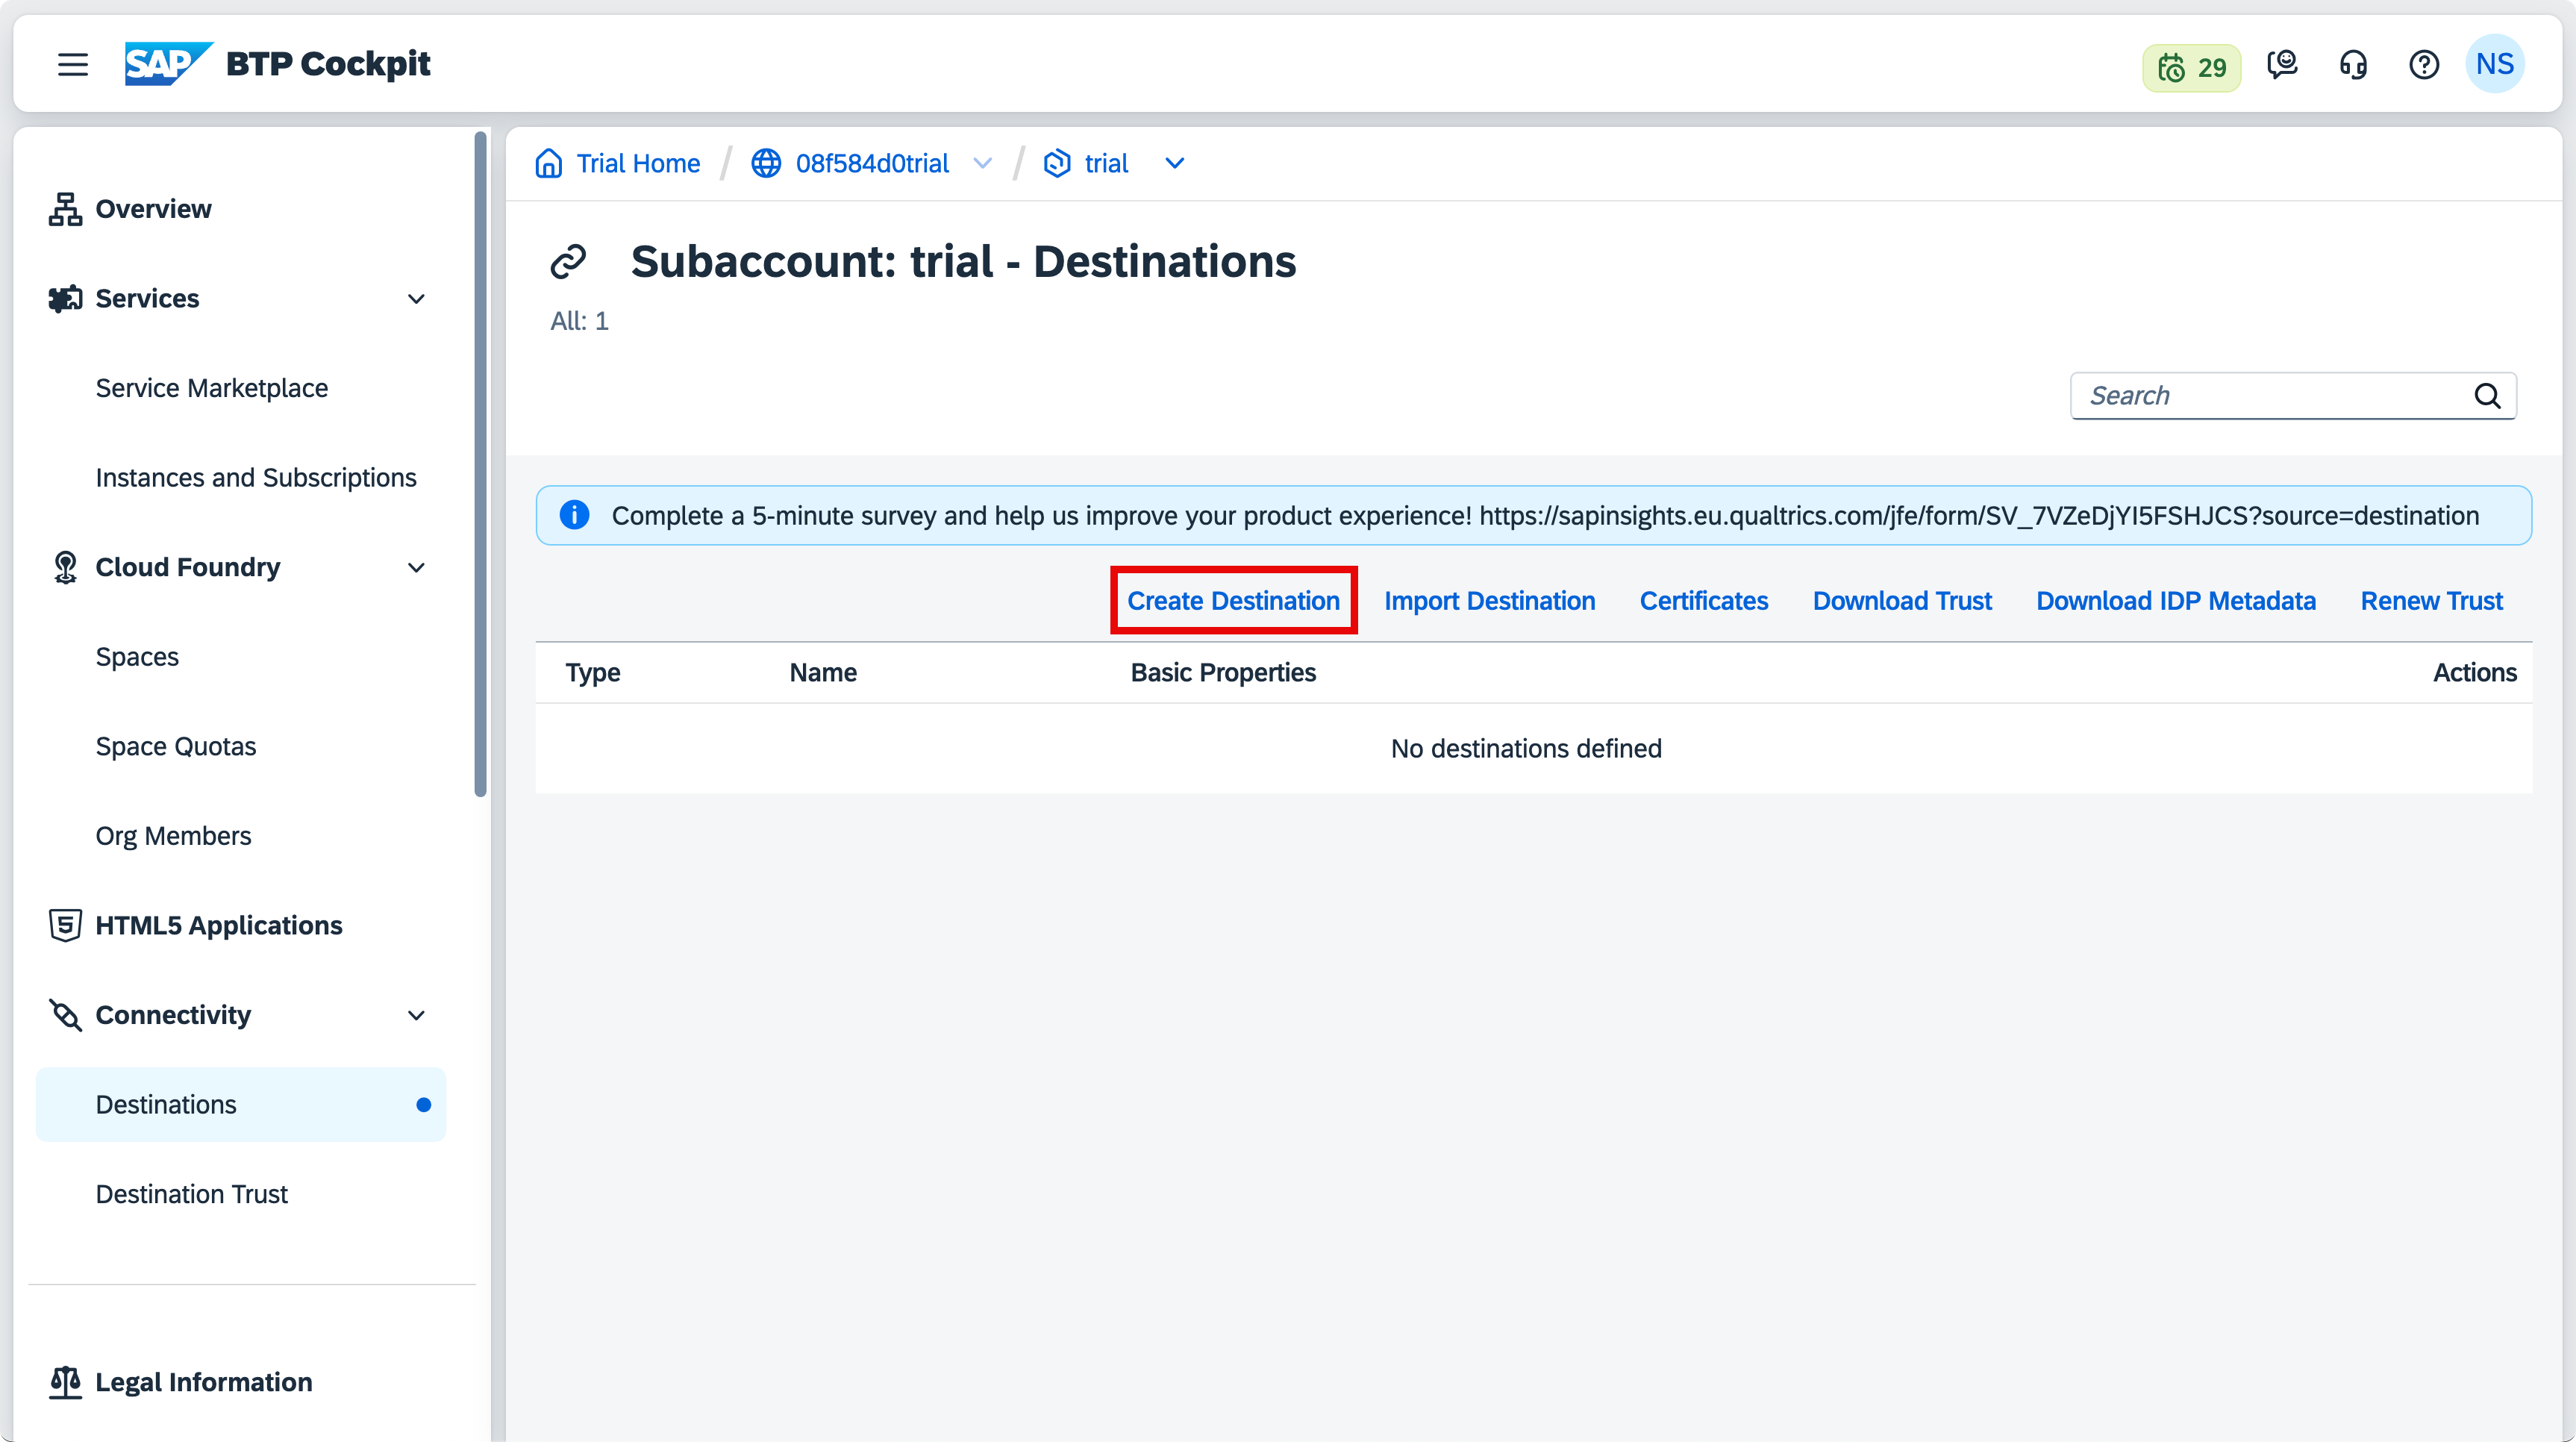 SAP BTP Cockpit
29
NS
Overview
Services
Service Marketplace
Instances and Subscriptions
Cloud Foundry
Spaces
Space Quotas
Org Members
HTML5 Applications
Connectivity
Destinations
Destination Trust
Legal Information
Trial Home / 08f584d0trial / trial
Subaccount: trial - Destinations
All: 1
Search
Complete a 5-minute survey and help us improve your product experience! https://sapinsights.eu.qualtrics.com/jfe/form/SV_7VZeDjYI5FSHJCS?source=destination
Create Destination Import Destination Certificates Download Trust Download IDP Metadata Renew Trust
Type Name Basic Properties Actions
No destinations defined